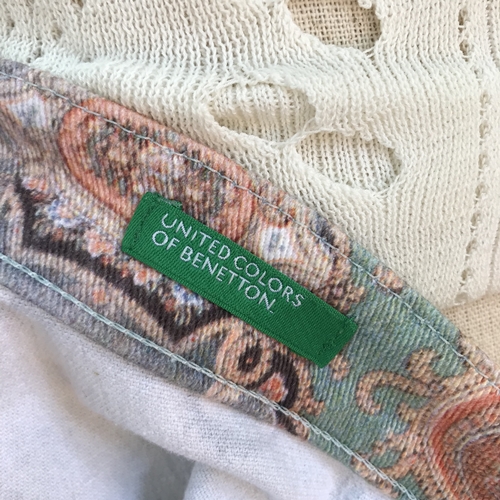 UNITED COLORS
OF BENETTON.